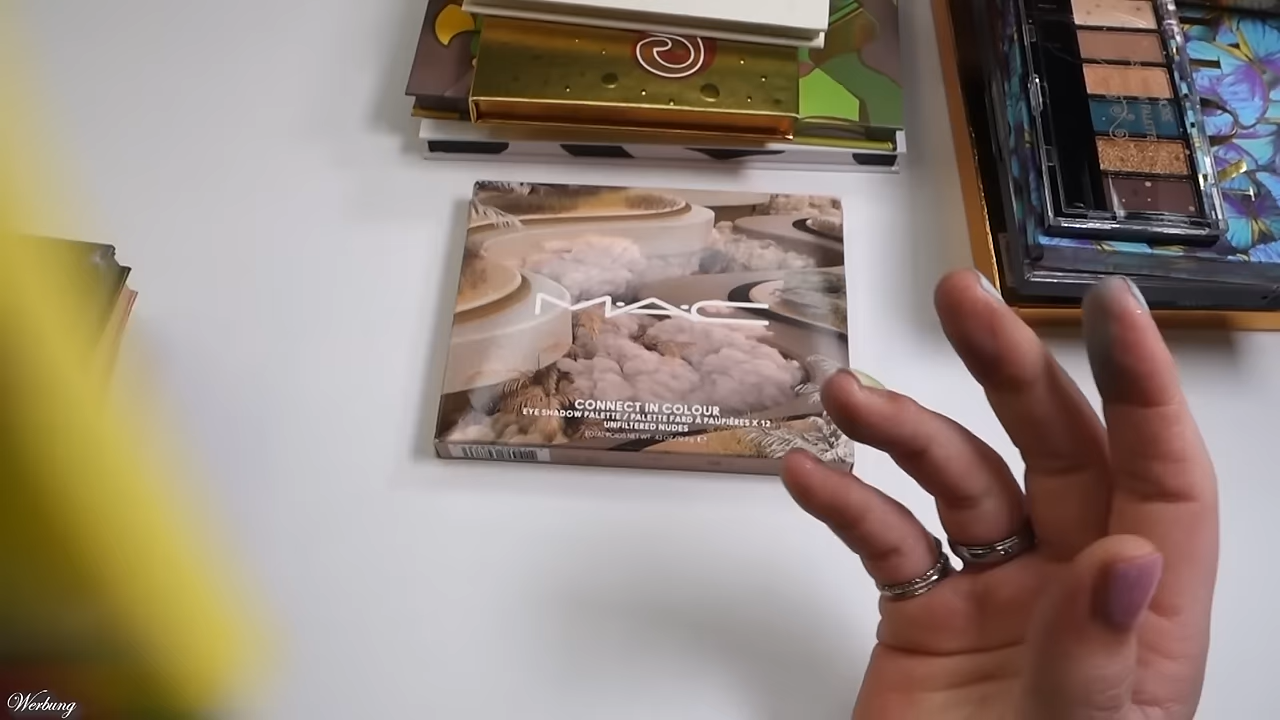 M·A·C
CONNECT IN COLOUR
EYE SHADOW PALETTE / PALETTE FARD À PAUPIÈRES X 12
UNFILTERED NUDES
Werbung